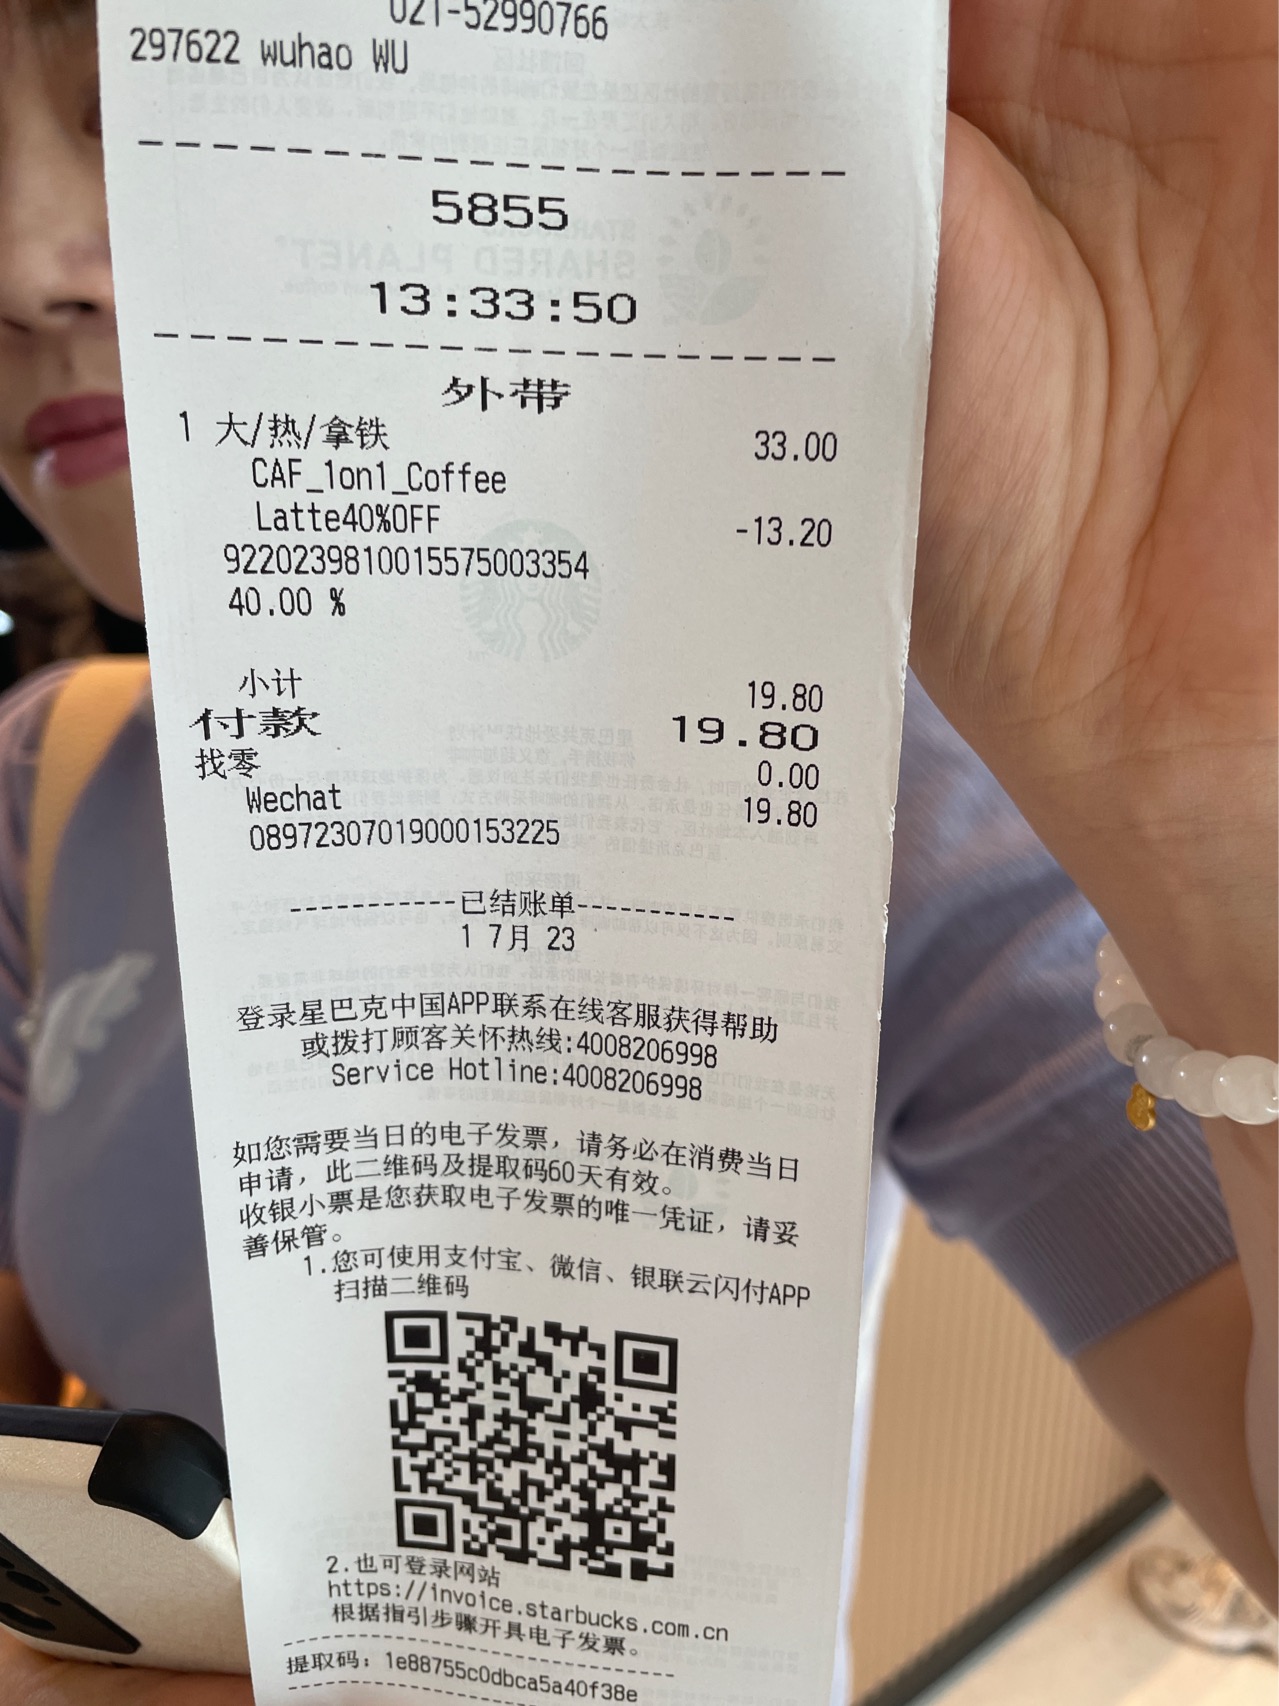 021-52990766
297622 wuhao WU
5855
13:33:50
外带
1 大/热/拿铁 33.00
CAF_1on1_Coffee
Latte40%OFF -13.20
9220239810015575003354
40.00 %
小计 19.80
付款 19.80
找零 0.00
Wechat 19.80
08972307019000153225
-----------已结账单-----------
1 7月 23
登录星巴克中国APP联系在线客服获得帮助
或拨打顾客关怀热线:4008206998
Service Hotline:4008206998
如您需要当日的电子发票，请务必在消费当日
申请，此二维码及提取码60天有效。
收银小票是您获取电子发票的唯一凭证，请妥
善保管。
1.您可使用支付宝、微信、银联云闪付APP
扫描二维码
2.也可登录网站
https://invoice.starbucks.com.cn
根据指引步骤开具电子发票。
提取码：1e88755c0dbca5a40f38e